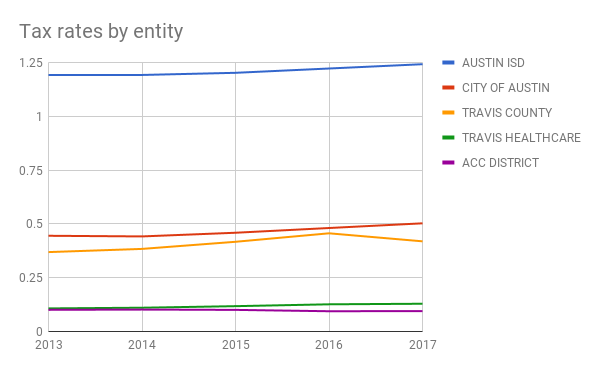 Tax rates by entity
1.25
1
0.75
0.5
0.25
0
2013 2014 2015 2016 2017
AUSTIN ISD
CITY OF AUSTIN
TRAVIS COUNTY
TRAVIS HEALTHCARE
ACC DISTRICT